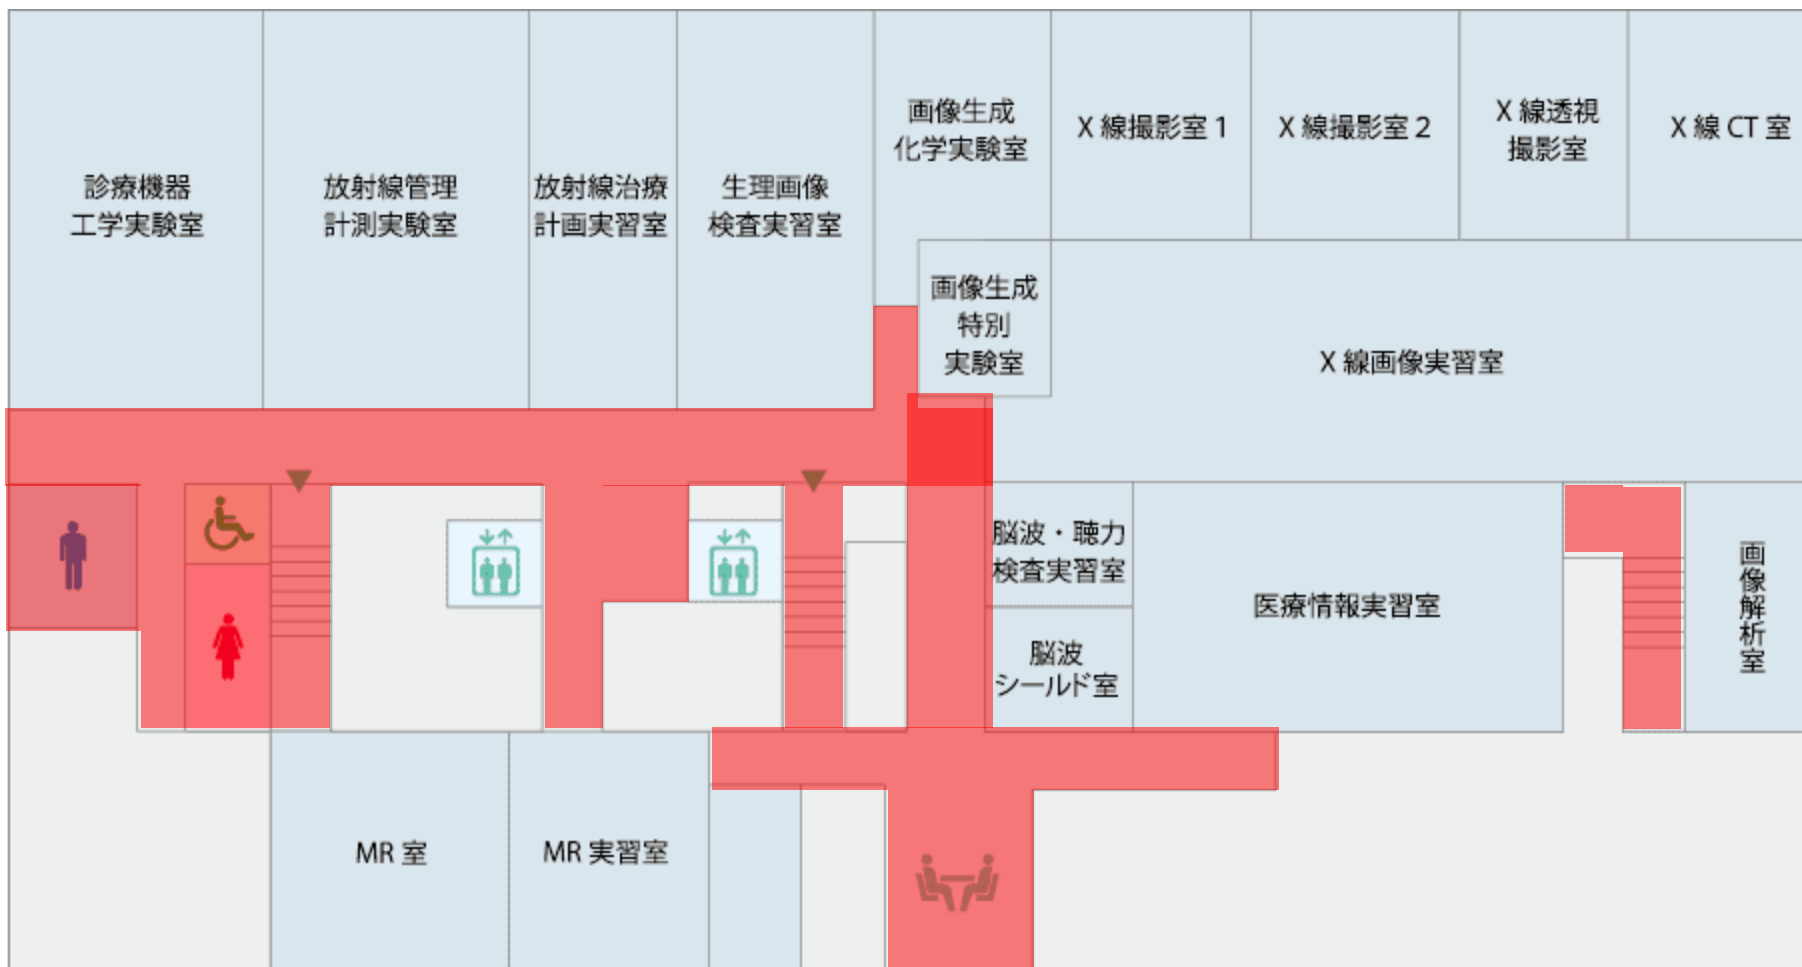 診療機器
工学実験室
放射線管理
計測実験室
放射線治療
計画実習室
生理画像
検査実習室
画像生成
化学実験室
X 線撮影室 1
X 線撮影室 2
X 線透視
撮影室
X 線 CT 室
画像生成
特別
実験室
X 線画像実習室
脳波・聴力
検査実習室
脳波
シールド室
医療情報実習室
画像解析室
MR 室
MR 実習室